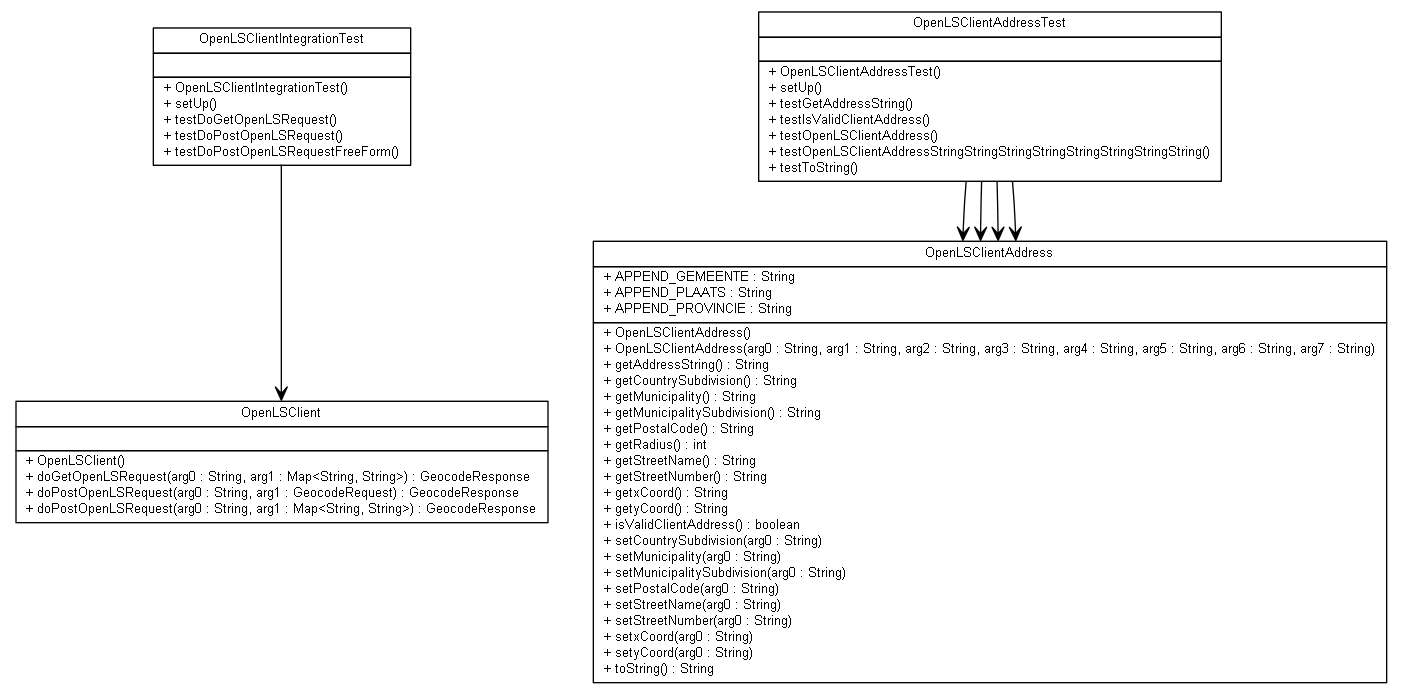 OpenLSClientIntegrationTest
+ OpenLSClientIntegrationTest()
+ setUp()
+ testDoGetOpenLSRequest()
+ testDoPostOpenLSRequest()
+ testDoPostOpenLSRequestFreeForm()
OpenLSClientAddressTest
+ OpenLSClientAddressTest()
+ setUp()
+ testGetAddressString()
+ testIsValidClientAddress()
+ testOpenLSClientAddress()
+ testOpenLSClientAddressStringStringStringStringStringStringStringString()
+ testToString()
OpenLSClient
+ OpenLSClient()
+ doGetOpenLSRequest(arg0 : String, arg1 : Map<String, String>) : GeocodeResponse
+ doPostOpenLSRequest(arg0 : String, arg1 : GeocodeRequest) : GeocodeResponse
+ doPostOpenLSRequest(arg0 : String, arg1 : Map<String, String>) : GeocodeResponse
OpenLSClientAddress
+ APPEND_GEMEENTE : String
+ APPEND_PLAATS : String
+ APPEND_PROVINCIE : String
+ OpenLSClientAddress()
+ OpenLSClientAddress(arg0 : String, arg1 : String, arg2 : String, arg3 : String, arg4 : String, arg5 : String, arg6 : String, arg7 : String)
+ getAddressString() : String
+ getCountrySubdivision() : String
+ getMunicipality() : String
+ getMunicipalitySubdivision() : String
+ getPostalCode() : String
+ getRadius() : int
+ getStreetName() : String
+ getStreetNumber() : String
+ getxCoord() : String
+ getyCoord() : String
+ isValidClientAddress() : boolean
+ setCountrySubdivision(arg0 : String)
+ setMunicipality(arg0 : String)
+ setMunicipalitySubdivision(arg0 : String)
+ setPostalCode(arg0 : String)
+ setStreetName(arg0 : String)
+ setStreetNumber(arg0 : String)
+ setxCoord(arg0 : String)
+ setyCoord(arg0 : String)
+ toString() : String